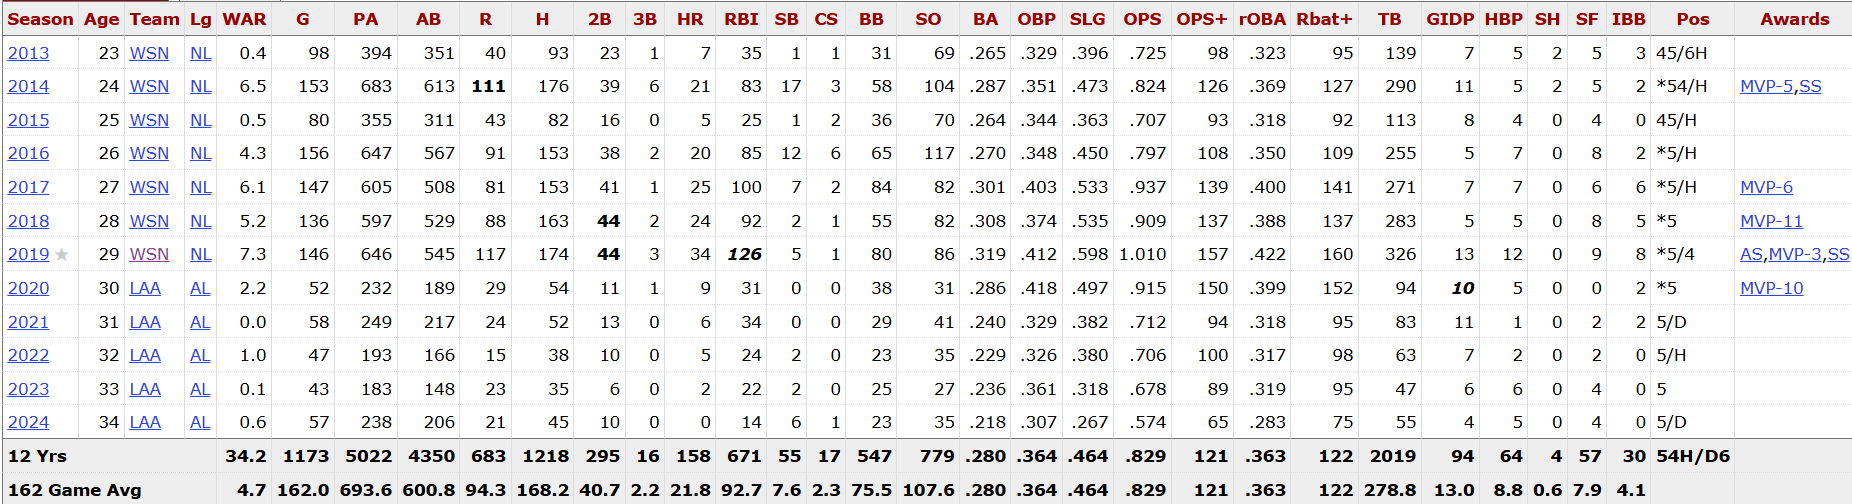 Season Age Team Lg WAR G PA AB R H 2B 3B HR RBI SB CS BB SO BA OBP SLG OPS OPS+ rOBA Rbat+ TB GIDP HBP SH SF IBB Pos Awards
2013 23 WSN NL 0.4 98 394 351 40 93 23 1 7 35 1 1 31 69 .265 .329 .396 .725 98 .323 95 139 7 5 2 5 3 45/6H
2014 24 WSN NL 6.5 153 683 613 111 176 39 6 21 83 17 3 58 104 .287 .351 .473 .824 126 .369 127 290 11 5 2 5 2 *54/H MVP-5,SS
2015 25 WSN NL 0.5 80 355 311 43 82 16 0 5 25 1 2 36 70 .264 .344 .363 .707 93 .318 92 113 8 4 0 4 0 45/H
2016 26 WSN NL 4.3 156 647 567 91 153 38 2 20 85 12 6 65 117 .270 .348 .450 .797 108 .350 109 255 5 7 0 8 2 *5/H
2017 27 WSN NL 6.1 147 605 508 81 153 41 1 25 100 7 2 84 82 .301 .403 .533 .937 139 .400 141 271 7 7 0 6 6 *5/H MVP-6
2018 28 WSN NL 5.2 136 597 529 88 163 44 2 24 92 2 1 55 82 .308 .374 .535 .909 137 .388 137 283 5 5 0 8 5 *5 MVP-11
2019 ★ 29 WSN NL 7.3 146 646 545 117 174 44 3 34 126 5 1 80 86 .319 .412 .598 1.010 157 .422 160 326 13 12 0 9 8 *5/4 AS,MVP-3,SS
2020 30 LAA AL 2.2 52 232 189 29 54 11 1 9 31 0 0 38 31 .286 .418 .497 .915 150 .399 152 94 10 5 0 0 2 *5 MVP-10
2021 31 LAA AL 0.0 58 249 217 24 52 13 0 6 34 0 0 29 41 .240 .329 .382 .712 94 .318 95 83 11 1 0 2 2 5/D
2022 32 LAA AL 1.0 47 193 166 15 38 10 0 5 24 2 0 23 35 .229 .326 .380 .706 100 .317 98 63 7 2 0 2 0 5/H
2023 33 LAA AL 0.1 43 183 148 23 35 6 0 2 22 2 0 25 27 .236 .361 .318 .678 89 .319 95 47 6 6 0 4 0 5
2024 34 LAA AL 0.6 57 238 206 21 45 10 0 0 14 6 1 23 35 .218 .307 .267 .574 65 .283 75 55 4 5 0 4 0 5/D
12 Yrs 34.2 1173 5022 4350 683 1218 295 16 158 671 55 17 547 779 .280 .364 .464 .829 121 .363 122 2019 94 64 4 57 30 54H/D6
162 Game Avg 4.7 162.0 693.6 600.8 94.3 168.2 40.7 2.2 21.8 92.7 7.6 2.3 75.5 107.6 .280 .364 .464 .829 121 .363 122 278.8 13.0 8.8 0.6 7.9 4.1